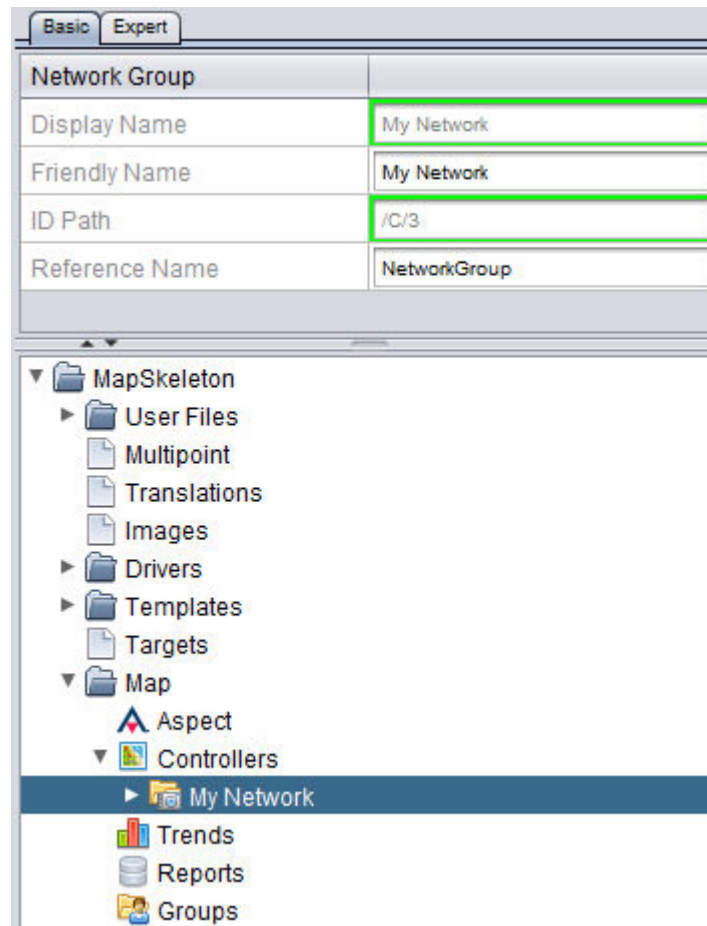 Basic Expert
Network Group
Display Name My Network
Friendly Name My Network
ID Path /C/3
Reference Name NetworkGroup
MapSkeleton
User Files
Multipoint
Translations
Images
Drivers
Templates
Targets
Map
Aspect
Controllers
My Network
Trends
Reports
Groups